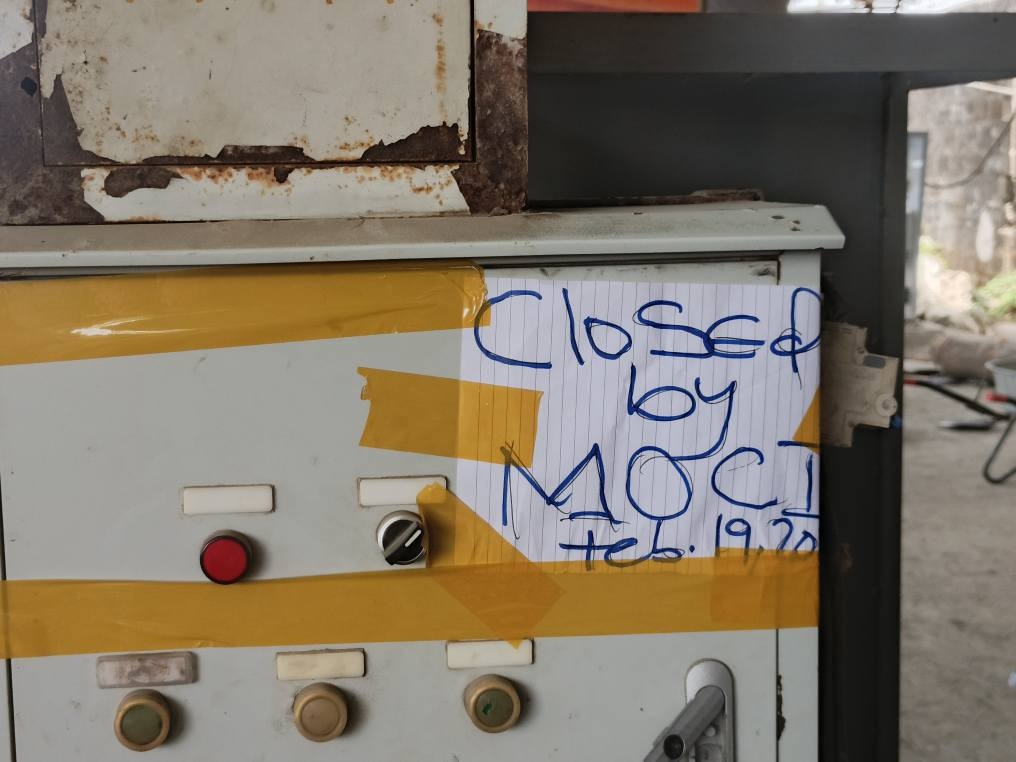 Closed
by
MOCI
Feb. 19, 20